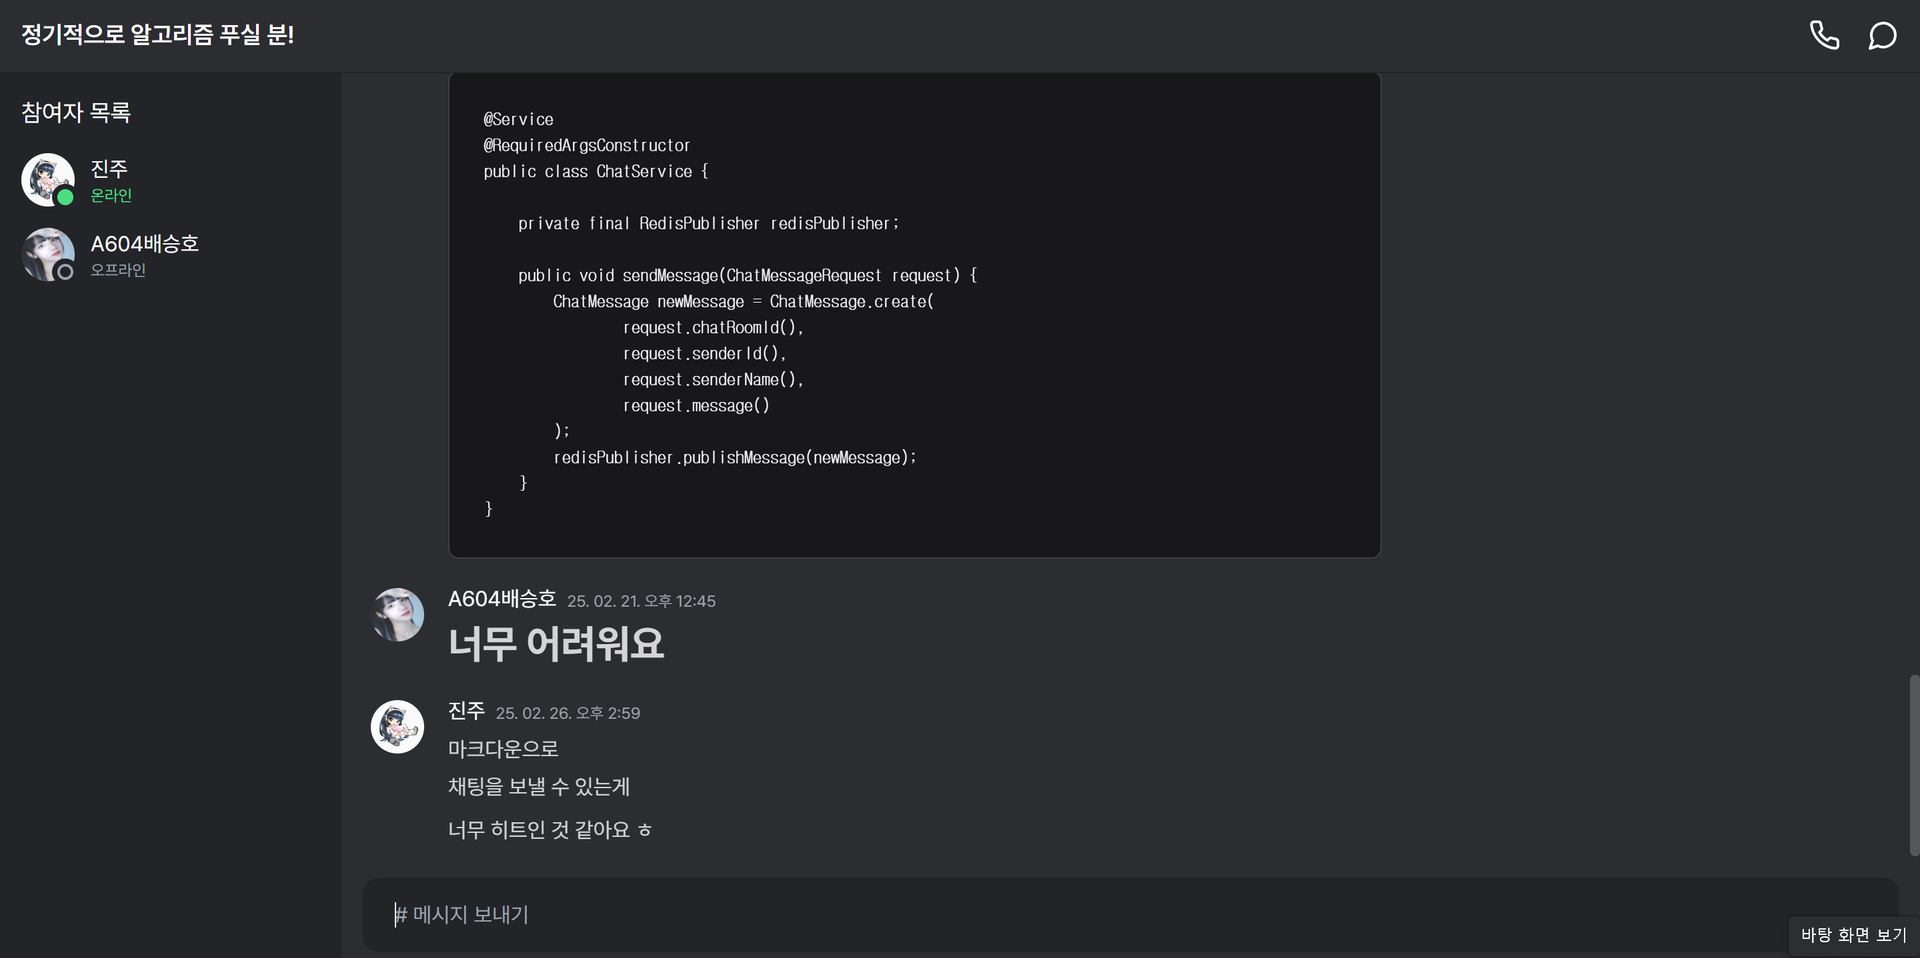 정기적으로 알고리즘 푸실 분!
참여자 목록
진주
온라인
A604배승호
오프라인
@Service
@RequiredArgsConstructor
public class ChatService {
    private final RedisPublisher redisPublisher;
    public void sendMessage(ChatMessageRequest request) {
        ChatMessage newMessage = ChatMessage.create(
                request.chatRoomId(),
                request.senderId(),
                request.senderName(),
                request.message()
        );
        redisPublisher.publishMessage(newMessage);
    }
}
A604배승호 25. 02. 21. 오후 12:45
너무 어려워요
진주 25. 02. 26. 오후 2:59
마크다운으로
채팅을 보낼 수 있는게
너무 히트인 것 같아요 ㅎ
# 메시지 보내기
바탕 화면 보기